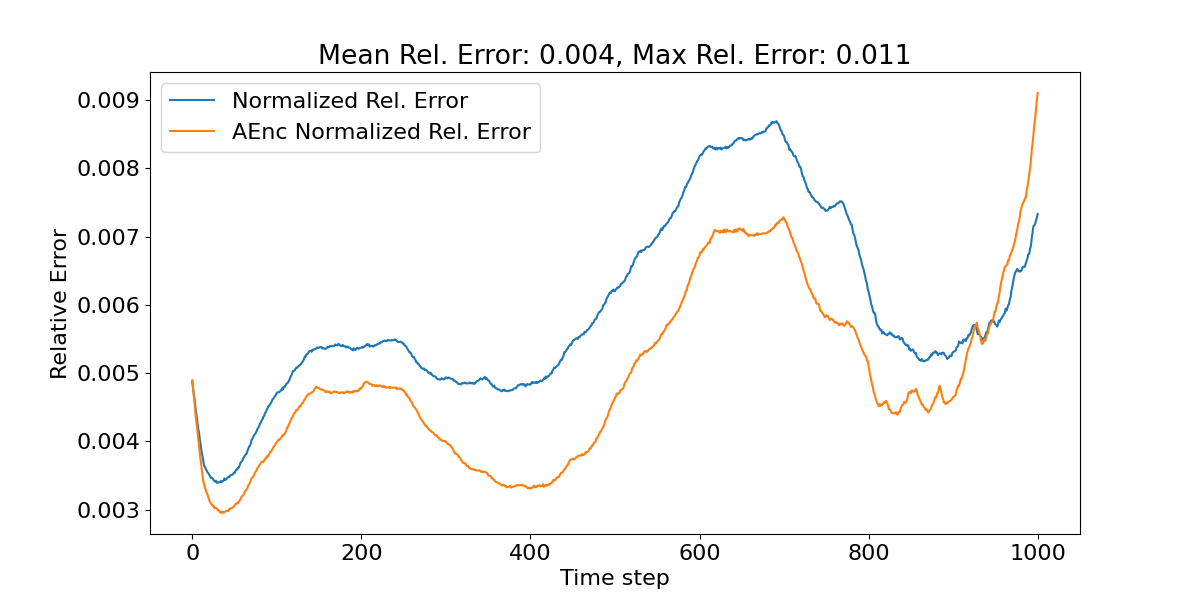 Mean Rel. Error: 0.004, Max Rel. Error: 0.011
Normalized Rel. Error
AEnc Normalized Rel. Error
Relative Error
0.009
0.008
0.007
0.006
0.005
0.004
0.003
0 200 400 600 800 1000
Time step